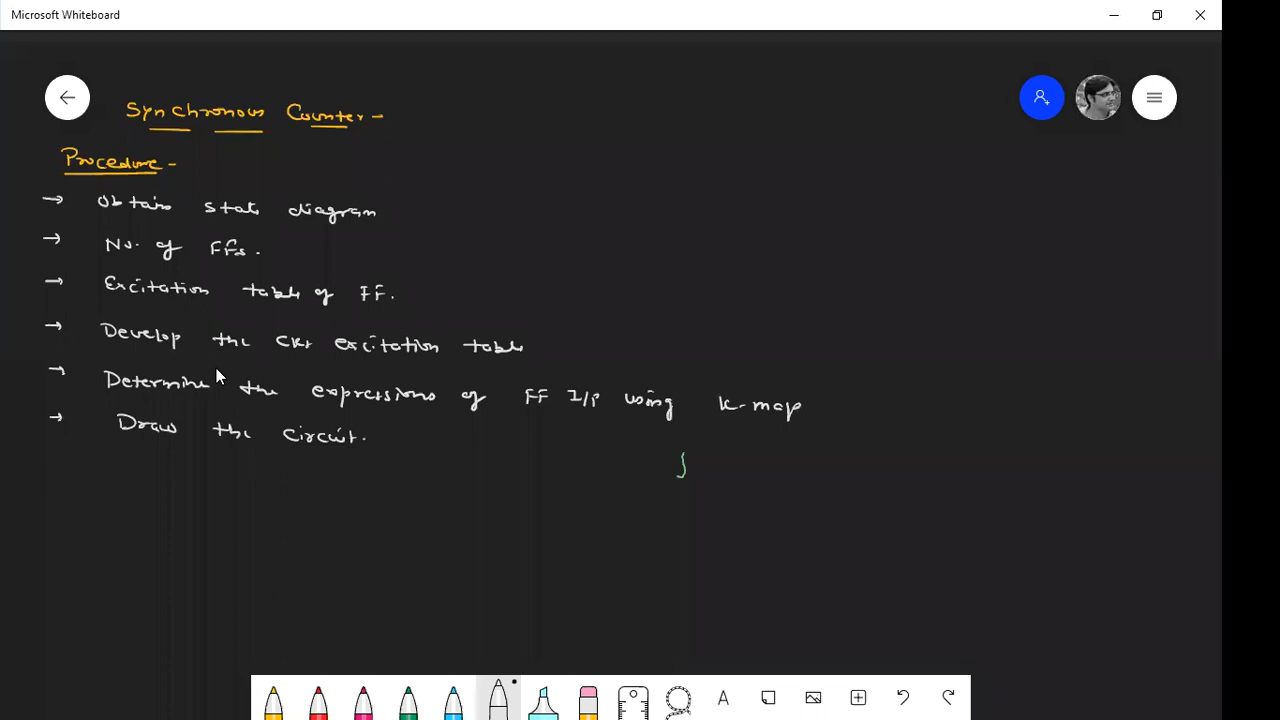 Microsoft Whiteboard
Synchronous Counter -
Procedure -
→ Obtain state diagram
→ No. of FFs.
→ Excitation table of FF.
→ Develop the CKt excitation table
→ Determine the expressions of FF I/P using K-map
→ Draw the circuit.
J
A